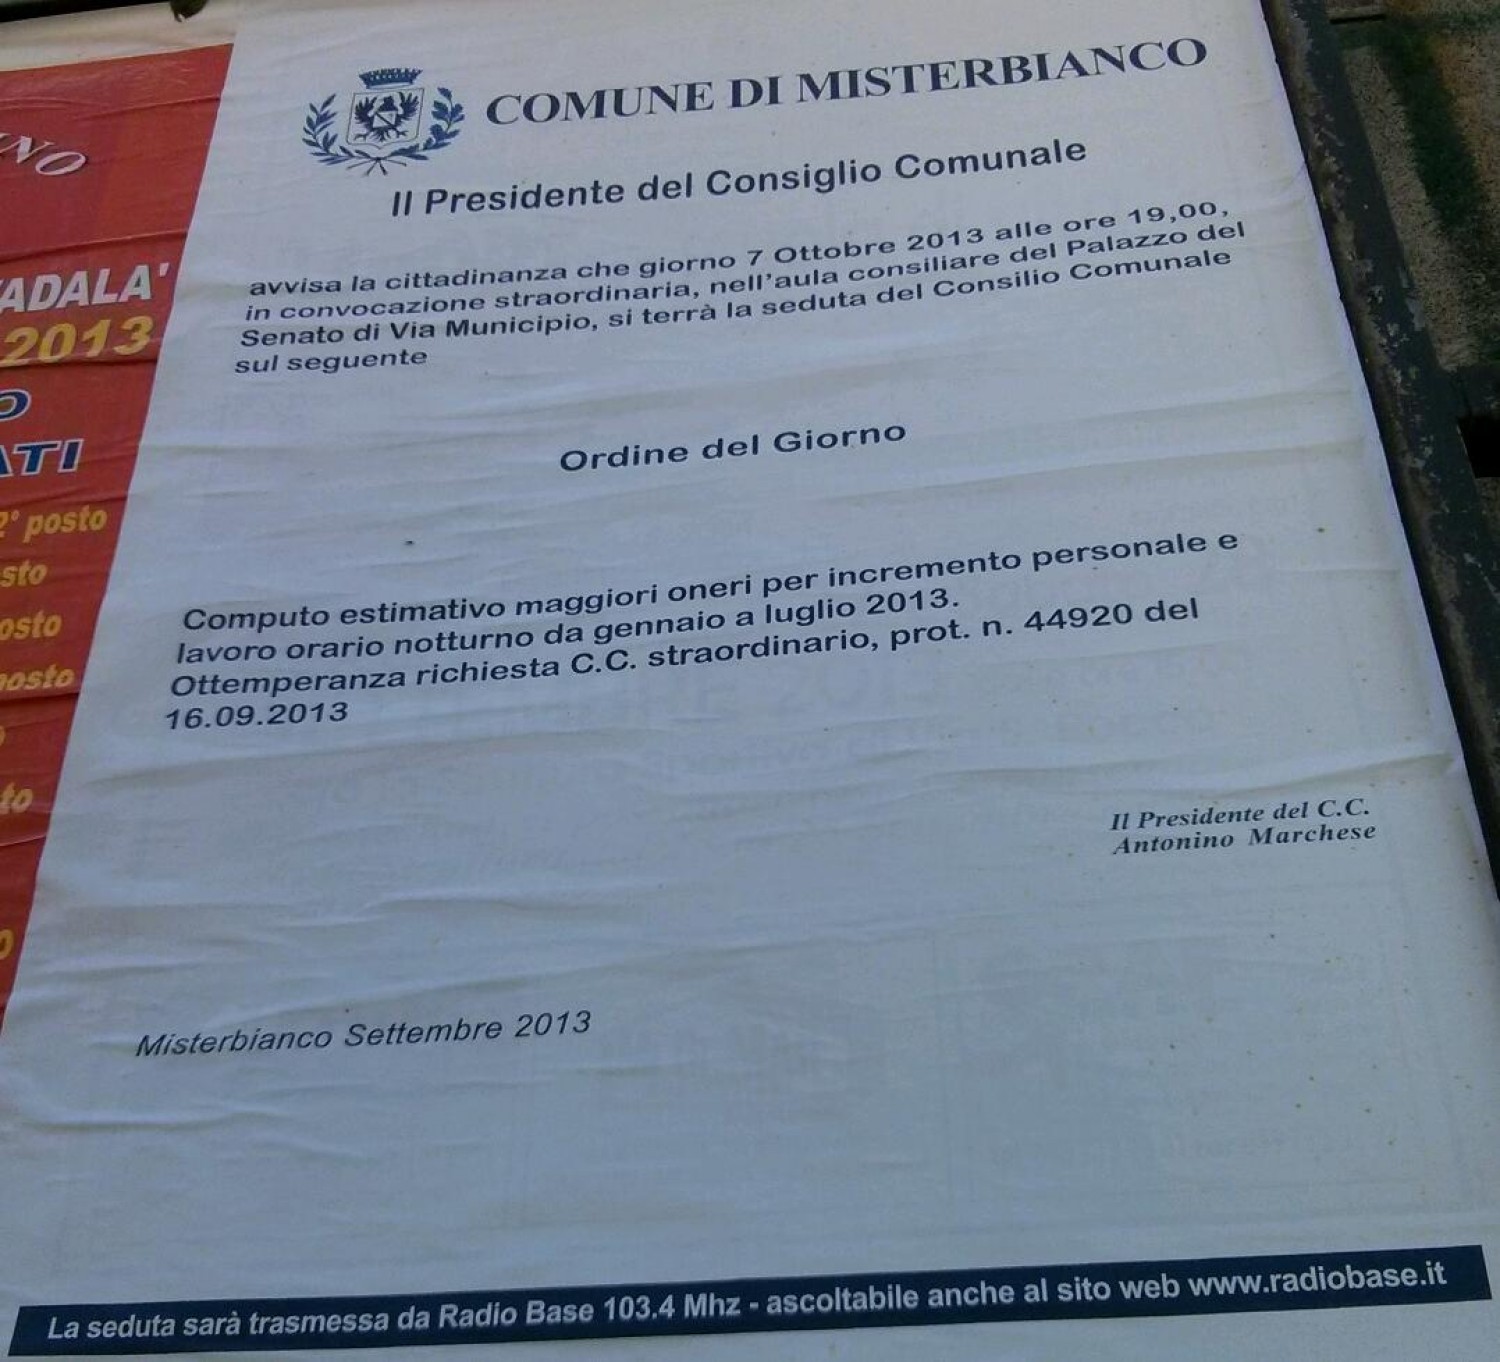 COMUNE DI MISTERBIANCO
Il Presidente del Consiglio Comunale
avvisa la cittadinanza che giorno 7 Ottobre 2013 alle ore 19,00,
in convocazione straordinaria, nell'aula consiliare del Palazzo del
Senato di Via Municipio, si terrà la seduta del Consilio Comunale
sul seguente
Ordine del Giorno
Computo estimativo maggiori oneri per incremento personale e
lavoro orario notturno da gennaio a luglio 2013.
Ottemperanza richiesta C.C. straordinario, prot. n. 44920 del
16.09.2013
Il Presidente del C.C.
Antonino Marchese
Misterbianco Settembre 2013
La seduta sarà trasmessa da Radio Base 103.4 Mhz - ascoltabile anche al sito web www.radiobase.it
ADALA'
2013
2° posto
posto